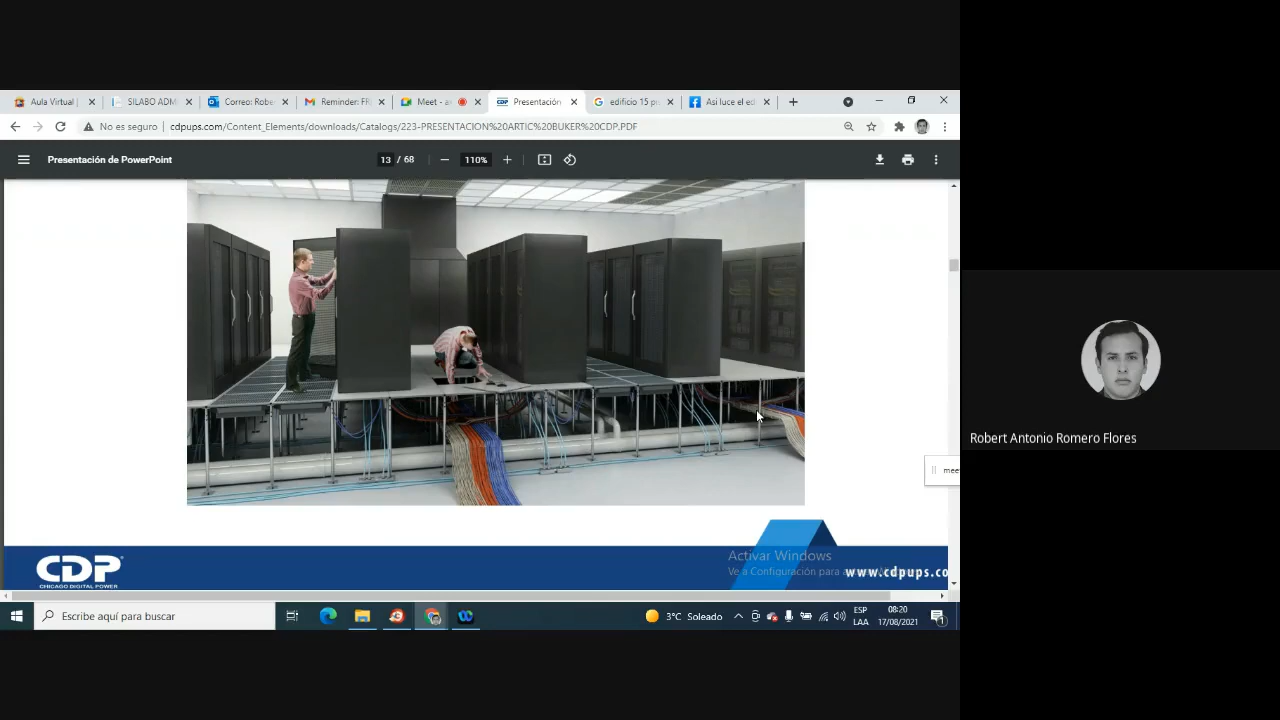 Aula Virtual |
SILABO ADM
Correo: Robe
Reminder: FR
Meet - a
CDP Presentación
edificio 15 p
Así luce el ed
No es seguro | cdpups.com/Content_Elements/downloads/Catalogs/223-PRESENTACION%20ARTIC%20BUKER%20CDP.PDF
Presentación de PowerPoint
13 / 68
110%
Robert Antonio Romero Flores
mee
CDP
CHICAGO DIGITAL POWER
Activar Windows
Ve a Configuración para
www.cdpups.co
Escribe aquí para buscar
3°C Soleado
ESP
LAA
08:20
17/08/2021
1